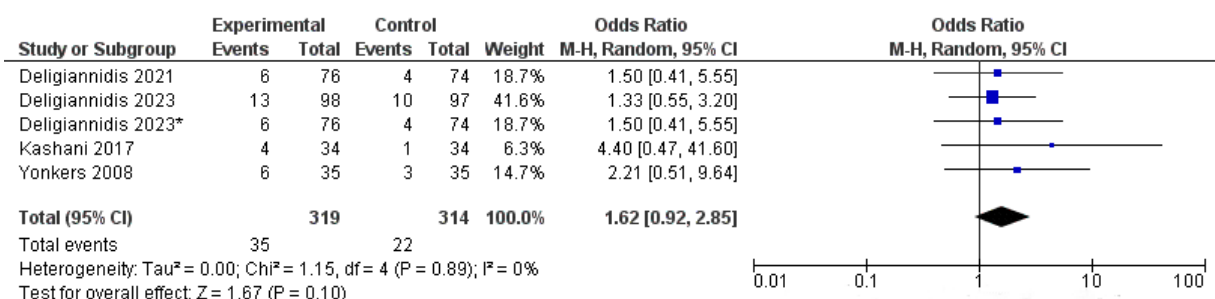 Experimental Control Odds Ratio Odds Ratio
Study or Subgroup Events Total Events Total Weight M-H, Random, 95% CI M-H, Random, 95% CI
Deligiannidis 2021 6 76 4 74 18.7% 1.50 [0.41, 5.55]
Deligiannidis 2023 13 98 10 97 41.6% 1.33 [0.55, 3.20]
Deligiannidis 2023* 6 76 4 74 18.7% 1.50 [0.41, 5.55]
Kashani 2017 4 34 1 34 6.3% 4.40 [0.47, 41.60]
Yonkers 2008 6 35 3 35 14.7% 2.21 [0.51, 9.64]
Total (95% CI) 319 314 100.0% 1.62 [0.92, 2.85]
Total events 35 22
Heterogeneity: Tau² = 0.00; Chi² = 1.15, df = 4 (P = 0.89); I² = 0%
Test for overall effect: Z = 1.67 (P = 0.10)
0.01 0.1 1 10 100